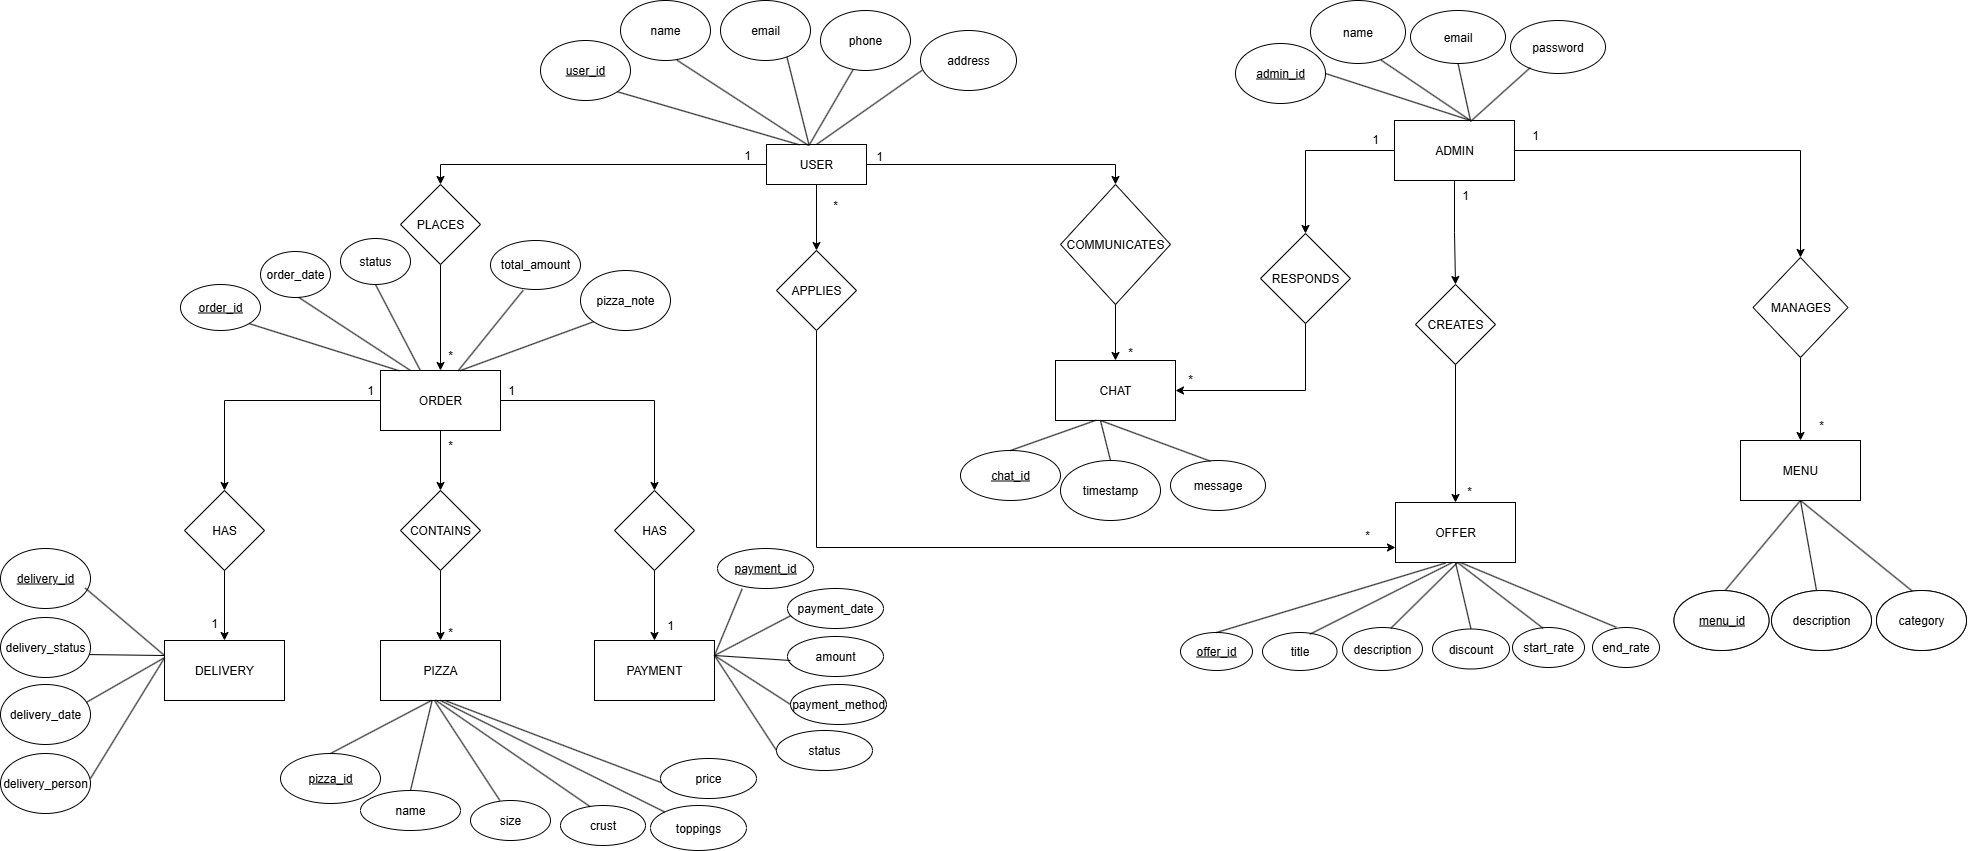 name
email
phone
address
user_id
name
email
password
admin_id
1
USER
1
1
ADMIN
1
*
1
PLACES
COMMUNICATES
RESPONDS
APPLIES
CREATES
MANAGES
order_id
order_date
status
total_amount
pizza_note
*
*
*
1
ORDER
1
CHAT
*
*
MENU
chat_id
timestamp
message
*
*
OFFER
HAS
CONTAINS
HAS
delivery_id
delivery_status
delivery_date
delivery_person
1
*
1
DELIVERY
PIZZA
PAYMENT
payment_id
payment_date
amount
payment_method
status
offer_id
title
description
discount
start_rate
end_rate
menu_id
description
category
pizza_id
name
size
crust
toppings
price